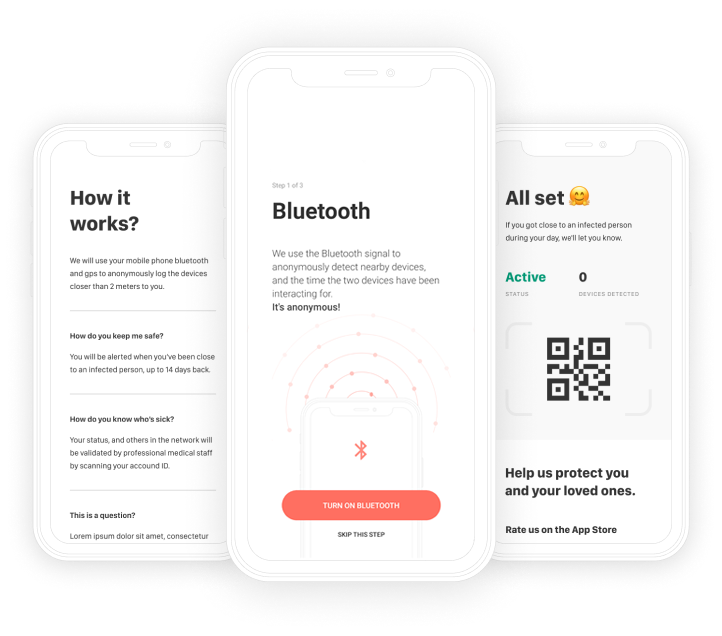 How it
works?
We will use your mobile phone bluetooth
and gps to anonymously log the devices
closer than 2 meters to you.
How do you keep me safe?
You will be alerted when you've been close
to an infected person, up to 14 days back.
How do you know who's sick?
Your status, and others in the network will
be validated by professional medical staff
by scanning your accound ID.
This is a question?
Lorem ipsum dolor sit amet, consectetur
Step 1 of 3
Bluetooth
We use the Bluetooth signal to
anonymously detect nearby devices,
and the time the two devices have been
interacting for.
It's anonymous!
TURN ON BLUETOOTH
SKIP THIS STEP
All set 🤗
If you got close to an infected person
during your day, we'll let you know.
Active 0
STATUS DEVICES DETECTED
Help us protect you
and your loved ones.
Rate us on the App Store